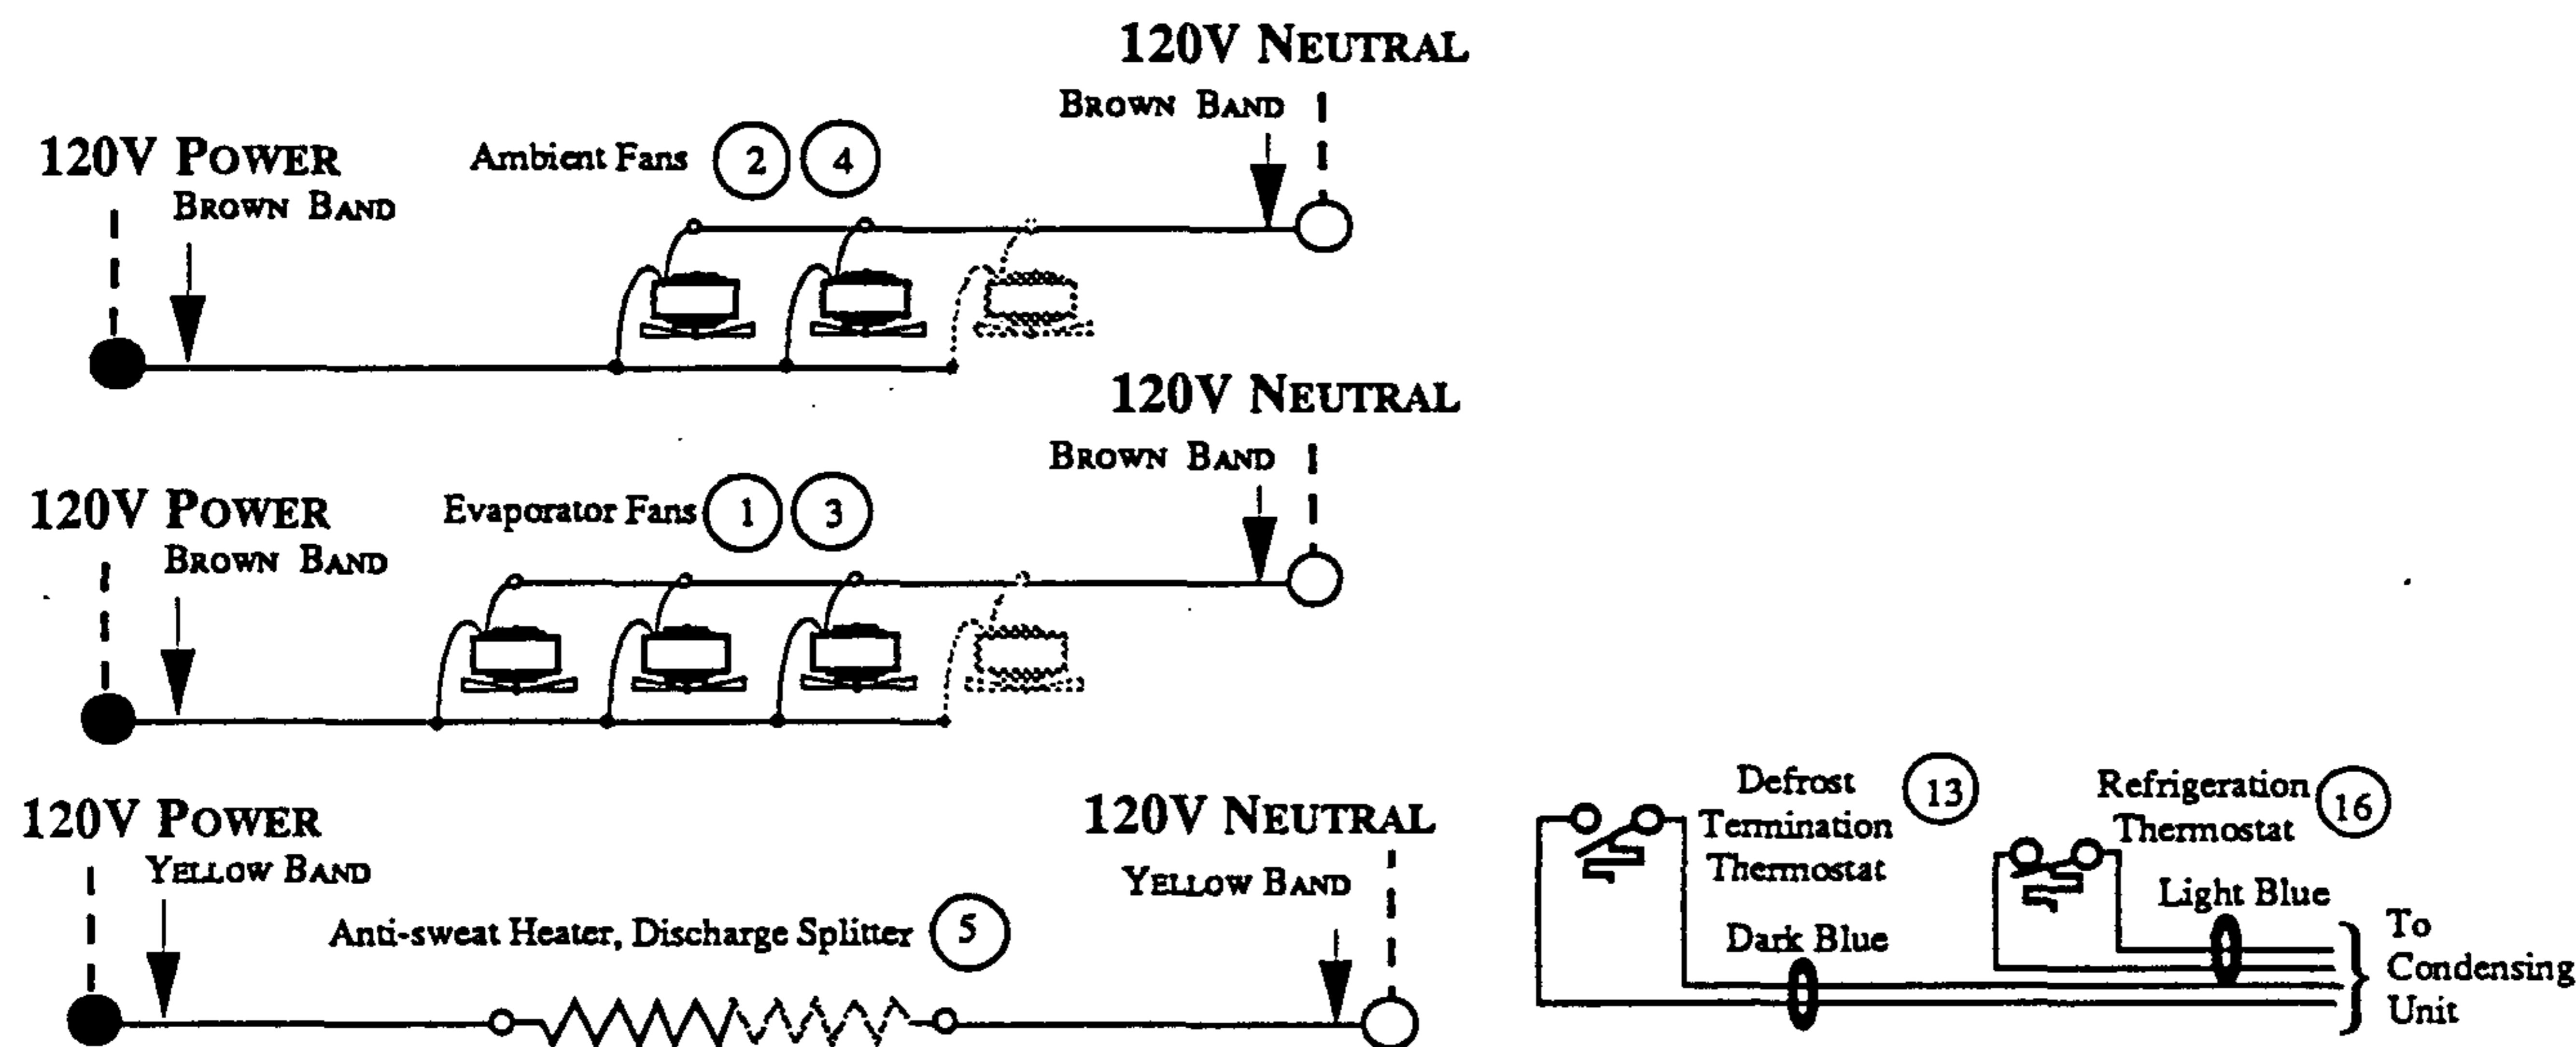 120V NEUTRAL
BROWN BAND
120V POWER
BROWN BAND
Ambient Fans 2 4
120V NEUTRAL
BROWN BAND
120V POWER
BROWN BAND
Evaporator Fans 1 3
120V NEUTRAL
YELLOW BAND
120V POWER
YELLOW BAND
Anti-sweat Heater, Discharge Splitter 5
Defrost 13
Termination
Thermostat
Dark Blue
Refrigeration 16
Thermostat
Light Blue
To
Condensing
Unit